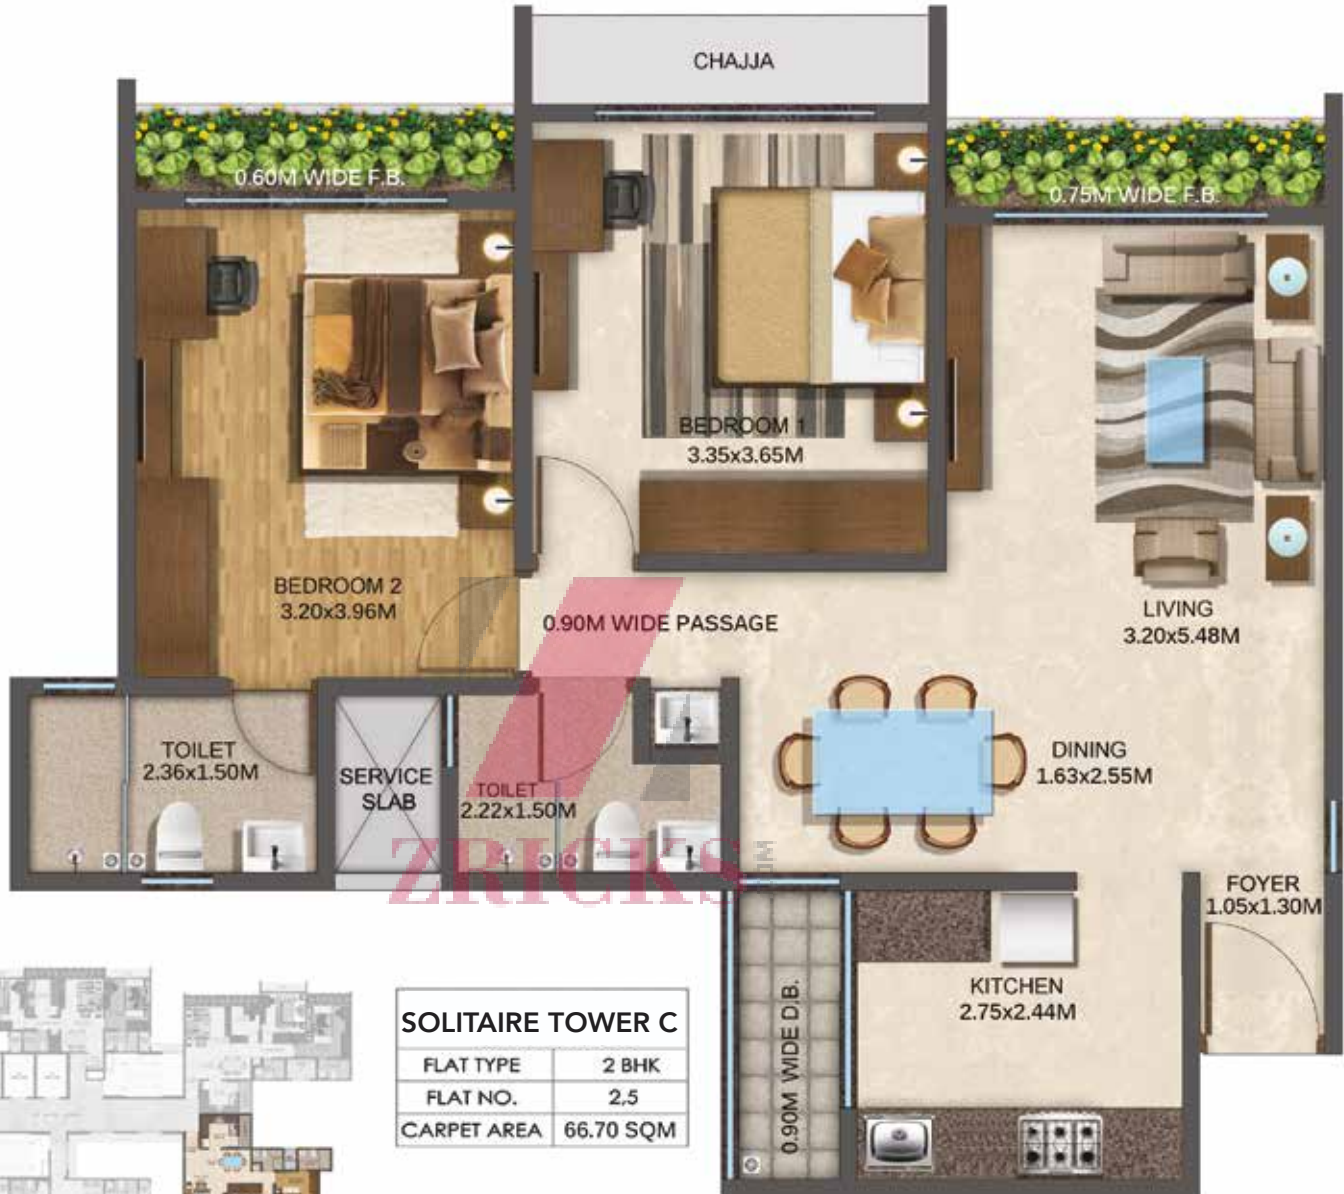 CHAJJA
0.60M WIDE F.B.
0.75M WIDE F.B.
BEDROOM 1
3.35x3.65M
BEDROOM 2
3.20x3.96M
0.90M WIDE PASSAGE
LIVING
3.20x5.48M
TOILET
2.36x1.50M
SERVICE
SLAB
TOILET
2.22x1.50M
DINING
1.63x2.55M
ZRICKS
FOYER
1.05x1.30M
KITCHEN
2.75x2.44M
0.90M WIDE D.B.
SOLITAIRE TOWER C
FLAT TYPE 2 BHK
FLAT NO. 2,5
CARPET AREA 66.70 SQM